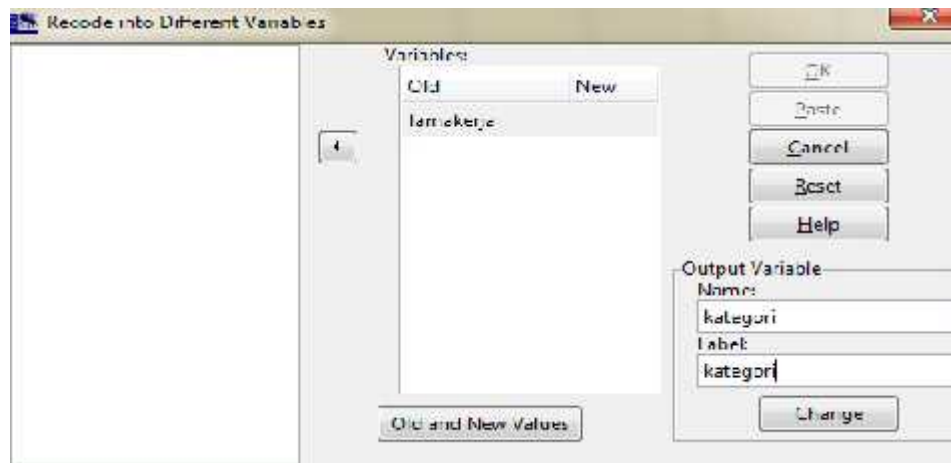 Recode into Different Variables
Variables:
Old New
lamakerja
OK
Paste
Cancel
Reset
Help
Output Variable
Name:
kategori
Label:
kategori
Change
Old and New Values